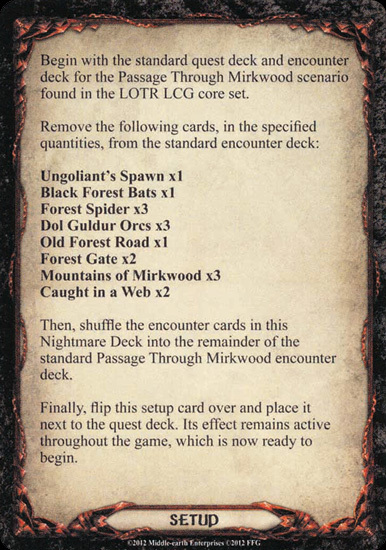 Begin with the standard quest deck and encounter
deck for the Passage Through Mirkwood scenario
found in the LOTR LCG core set.
Remove the following cards, in the specified
quantities, from the standard encounter deck:
Ungoliant's Spawn x1
Black Forest Bats x1
Forest Spider x3
Dol Guldur Orcs x3
Old Forest Road x1
Forest Gate x2
Mountains of Mirkwood x3
Caught in a Web x2
Then, shuffle the encounter cards in this
Nightmare Deck into the remainder of the
standard Passage Through Mirkwood encounter
deck.
Finally, flip this setup card over and place it
next to the quest deck. Its effect remains active
throughout the game, which is now ready to
begin.
SETUP
©2012 Middle-earth Enterprises ©2012 FFG